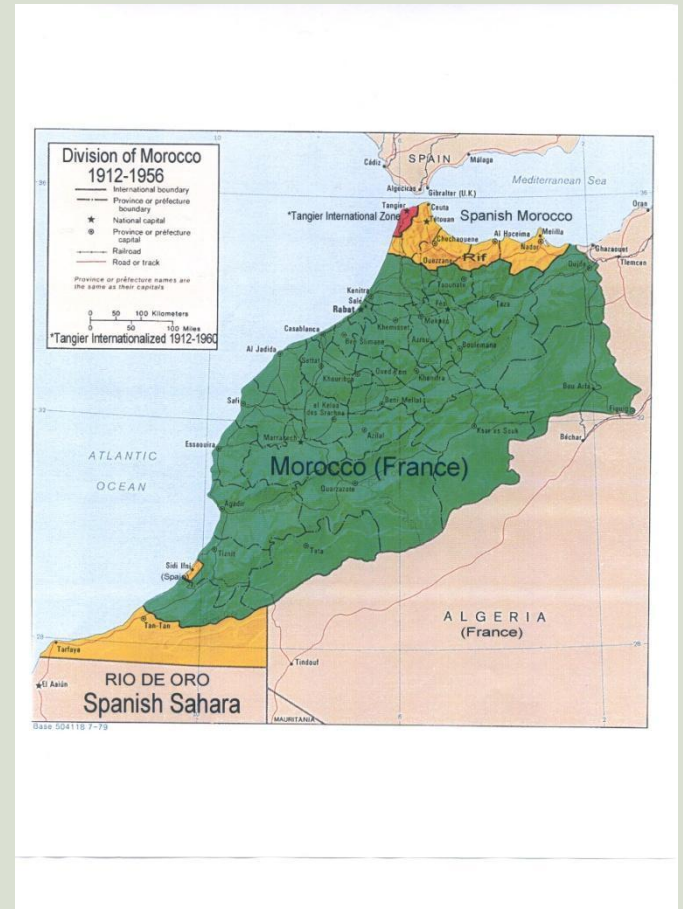 Division of Morocco
1912-1956
International boundary
Province or préfecture
boundary
National capital
Province or préfecture
capital
Railroad
Road or track
Province or préfecture names are
the same as their capitals
0 50 100 Kilometers
0 50 100 Miles
*Tangier Internationalized 1912-1960
SPAIN
Cádiz
Málaga
Algeciras
Gibralter (U.K.)
Mediterranean Sea
Tangier
Ceuta
*Tangier International Zone
Tétouan
Spanish Morocco
Oran
Chechaouene
Al Hoceima
Melilla
Nador
Ghazaouet
Ouezzane
Rif
Oujda
Tlemcen
Taounate
Kenitra
Salé
Rabat
Fès
Taza
Khemisset
Meknès
Casablanca
Ben Slimane
Azrou
Boulemane
Al Jadida
Settat
Khouribga
Oued Zem
Khenifra
Bou Arfa
Safi
el Kelaa
des Srarhna
Beni Mellal
Figuig
Essaouira
Marrakech
Azilal
Ksar es Souk
Béchar
ATLANTIC
OCEAN
Morocco (France)
Ouarzazate
Agadir
Sidi Ifni
(Spain)
Tiznit
Tata
ALGERIA
(France)
Tan-Tan
Tarfaya
Tindouf
El Aaiún
RIO DE ORO
Spanish Sahara
MAURITANIA
Base 504118 7-79